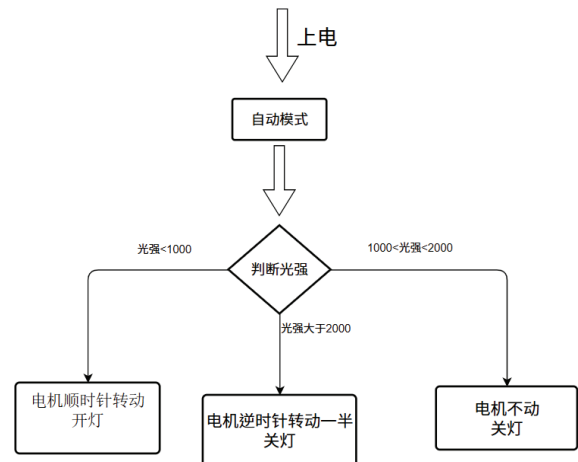 上电
自动模式
光强<1000
1000<光强<2000
判断光强
光强大于2000
电机顺时针转动
开灯
电机逆时针转动一半
关灯
电机不动
关灯